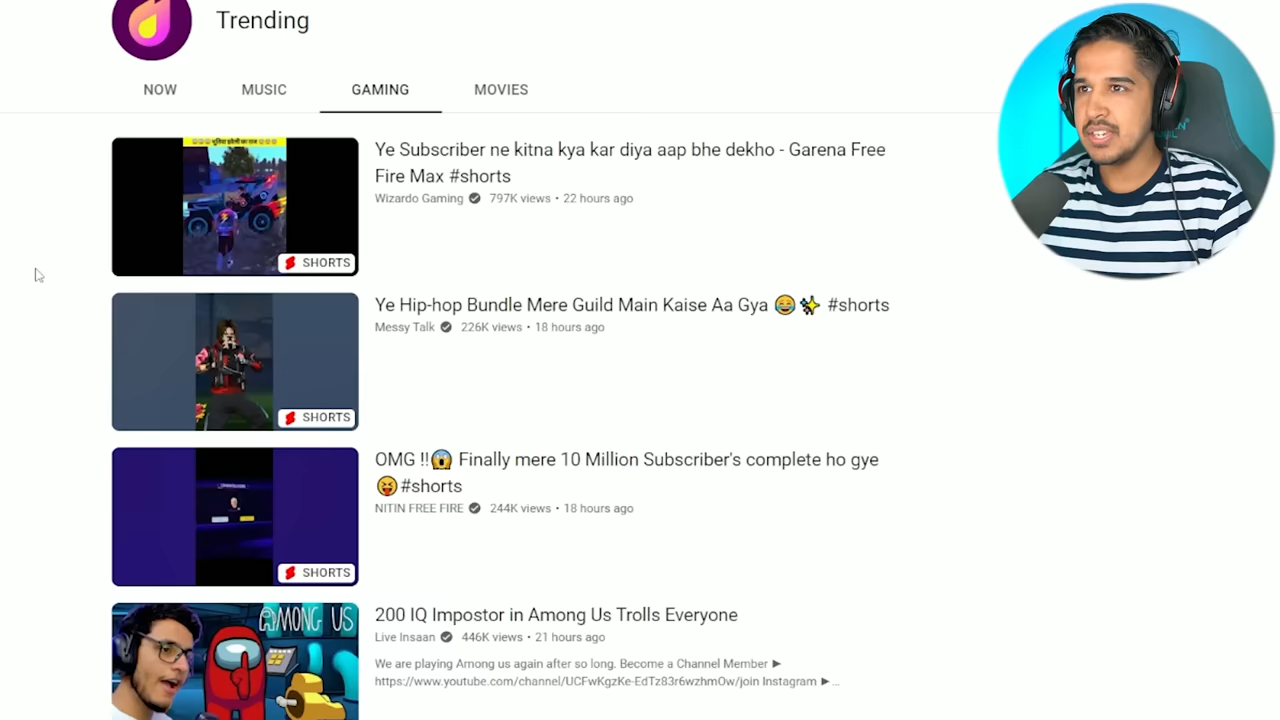 Trending
NOW MUSIC GAMING MOVIES
Ye Subscriber ne kitna kya kar diya aap bhe dekho - Garena Free
Fire Max #shorts
Wizardo Gaming 797K views • 22 hours ago
SHORTS
Ye Hip-hop Bundle Mere Guild Main Kaise Aa Gya 😂✨ #shorts
Messy Talk 226K views • 18 hours ago
SHORTS
OMG !!😱 Finally mere 10 Million Subscriber's complete ho gye
😝#shorts
NITIN FREE FIRE 244K views • 18 hours ago
SHORTS
AMONG US
200 IQ Impostor in Among Us Trolls Everyone
Live Insaan 446K views • 21 hours ago
We are playing Among us again after so long. Become a Channel Member ►
https://www.youtube.com/channel/UCFwKgzKe-EdTz83r6wzhmOw/join Instagram ►...